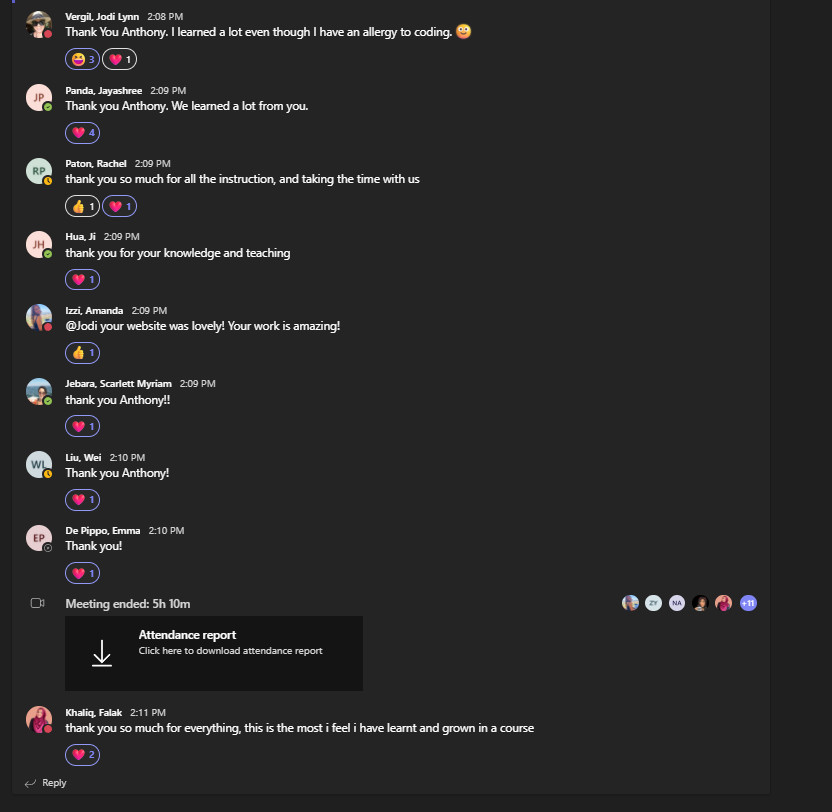 Vergil, Jodi Lynn 2:08 PM
Thank You Anthony. I learned a lot even though I have an allergy to coding. 🙂
😆 3 ❤️ 1
JP
Panda, Jayashree 2:09 PM
Thank you Anthony. We learned a lot from you.
❤️ 4
RP
Paton, Rachel 2:09 PM
thank you so much for all the instruction, and taking the time with us
👍 1 ❤️ 1
JH
Hua, Ji 2:09 PM
thank you for your knowledge and teaching
❤️ 1
Izzi, Amanda 2:09 PM
@Jodi your website was lovely! Your work is amazing!
👍 1
Jebara, Scarlett Myriam 2:09 PM
thank you Anthony!!
❤️ 1
WL
Liu, Wei 2:10 PM
Thank you Anthony!
❤️ 1
EP
De Pippo, Emma 2:10 PM
Thank you!
❤️ 1
Meeting ended: 5h 10m ZY NA +11
Attendance report
Click here to download attendance report
Khaliq, Falak 2:11 PM
thank you so much for everything, this is the most i feel i have learnt and grown in a course
❤️ 2
Reply